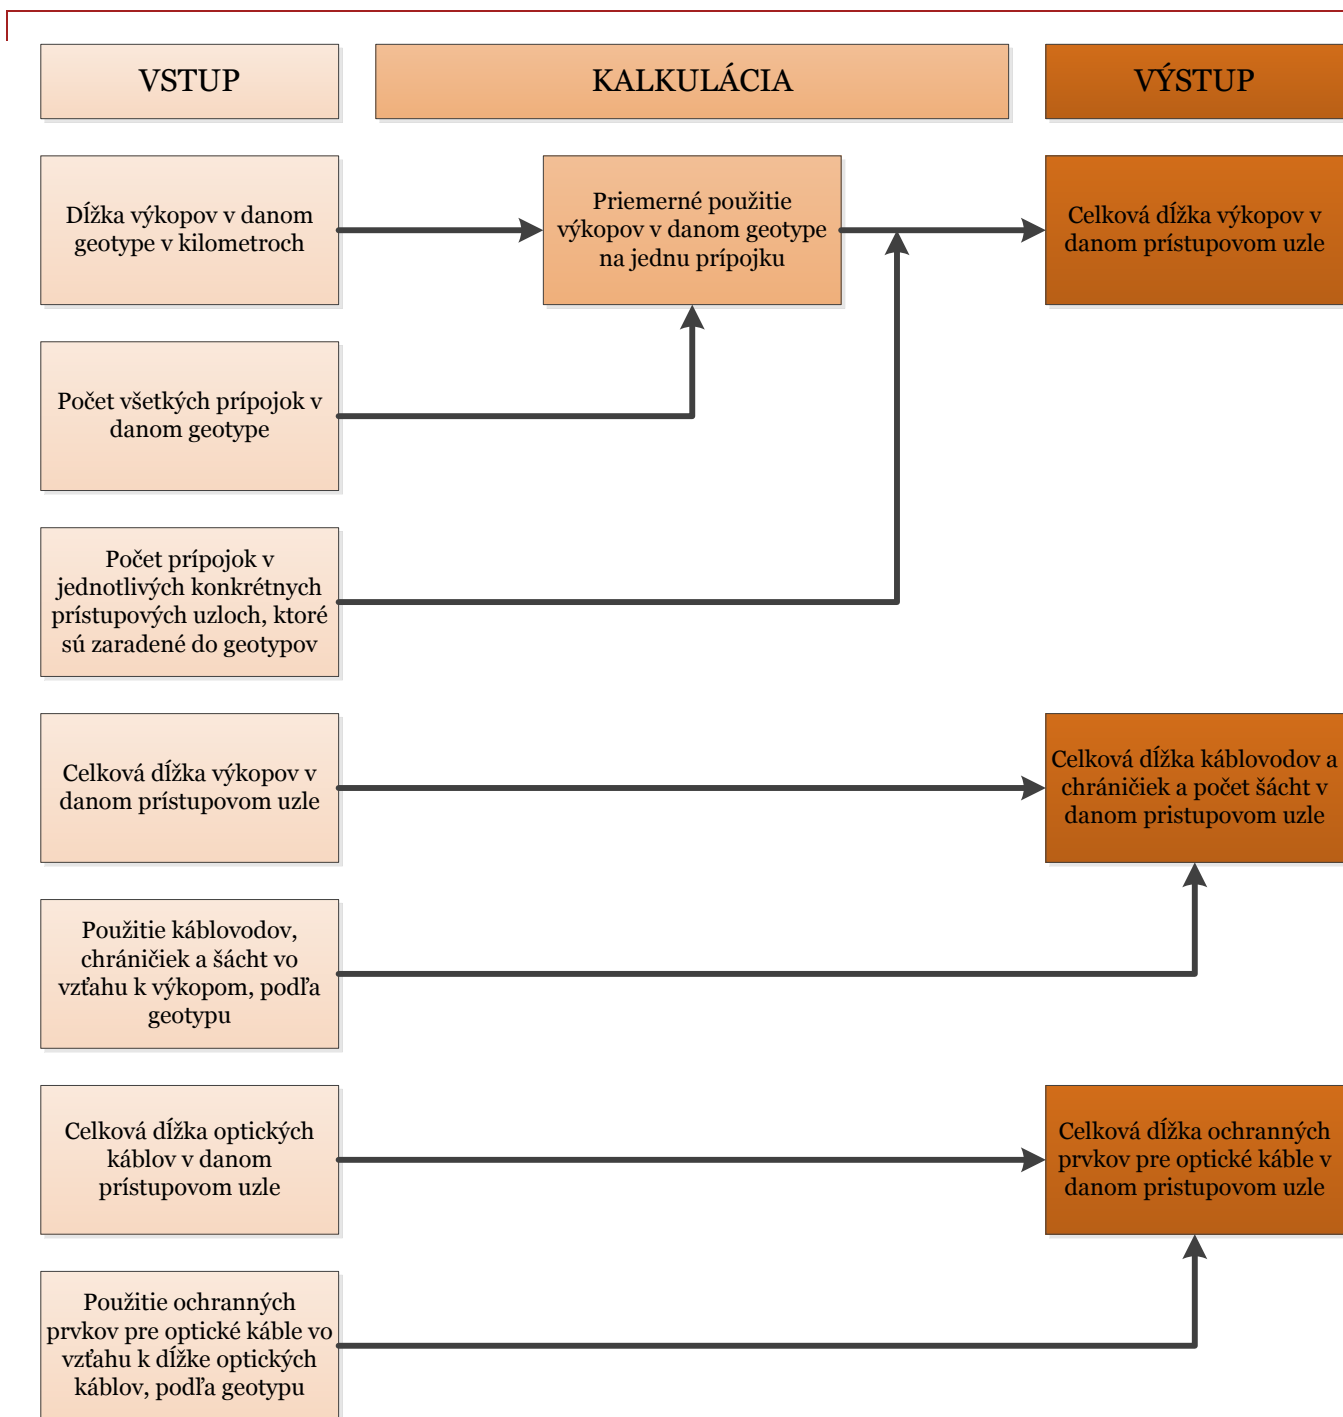 VSTUP
KALKULÁCIA
VÝSTUP
Dĺžka výkopov v danom
geotype v kilometroch
Priemerné použitie
výkopov v danom geotype
na jednu prípojku
Celková dĺžka výkopov v
danom prístupovom uzle
Počet všetkých prípojok v
danom geotype
Počet prípojok v
jednotlivých konkrétnych
prístupových uzloch, ktoré
sú zaradené do geotypov
Celková dĺžka výkopov v
danom prístupovom uzle
Celková dĺžka káblovodov a
chráničiek a počet šácht v
danom pristupovom uzle
Použitie káblovodov,
chráničiek a šácht vo
vzťahu k výkopom, podľa
geotypu
Celková dĺžka optických
káblov v danom
prístupovom uzle
Celková dĺžka ochranných
prvkov pre optické káble v
danom pristupovom uzle
Použitie ochranných
prvkov pre optické káble vo
vzťahu k dĺžke optických
káblov, podľa geotypu